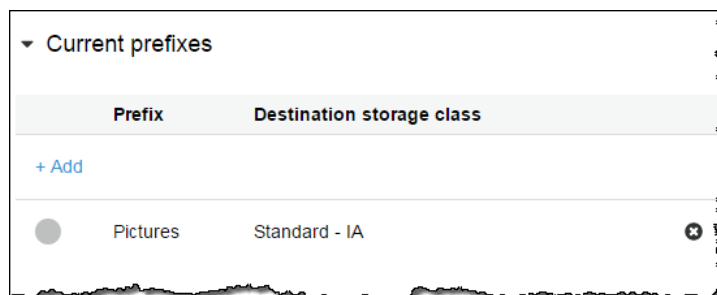 Current prefixes
Prefix Destination storage class
+ Add
Pictures Standard - IA